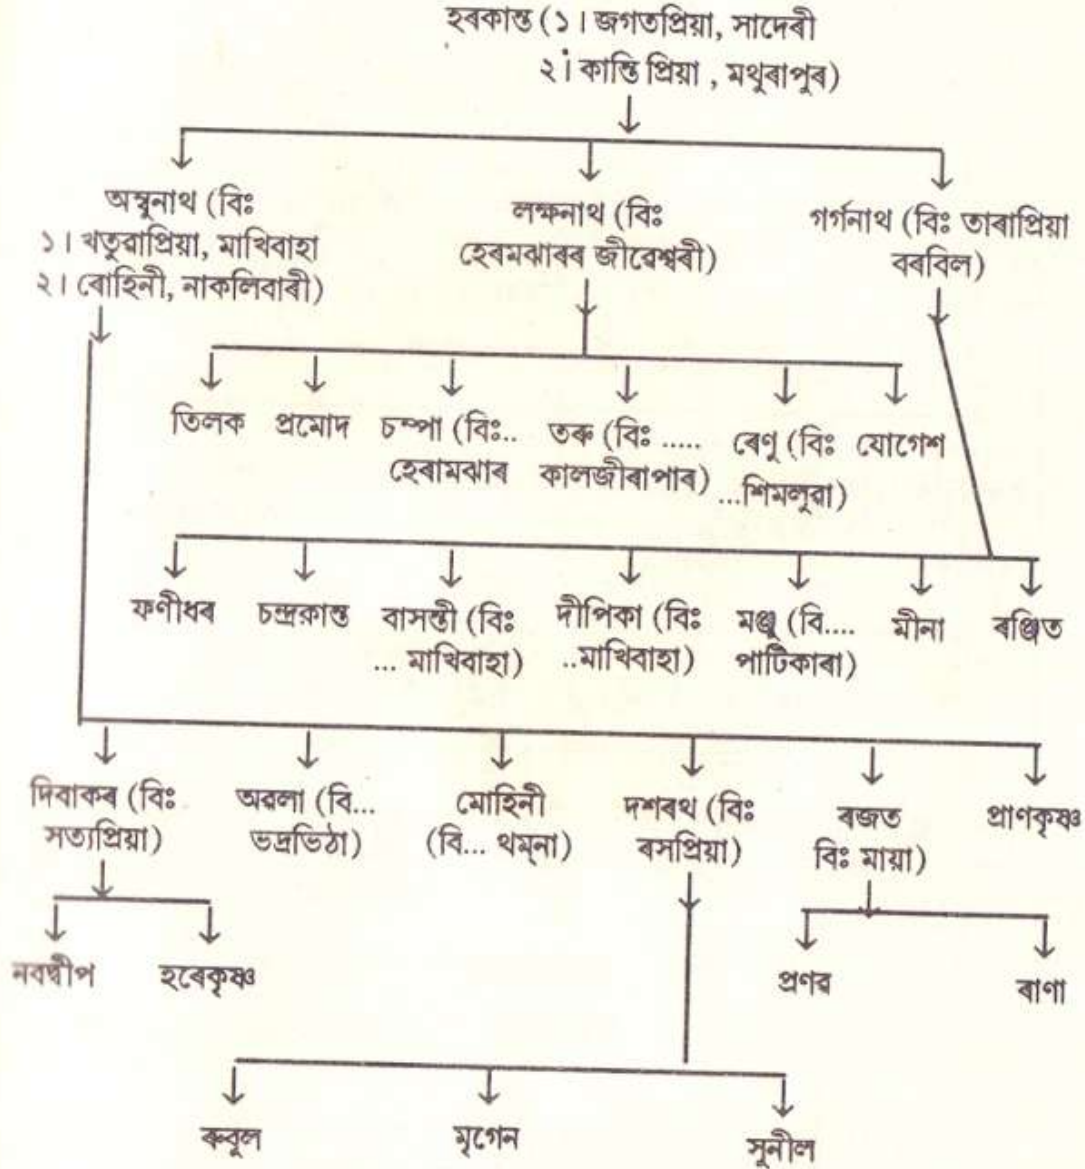 হৰকান্ত (১। জগতপ্ৰিয়া, সাদেৰী
২। কান্তি প্ৰিয়া , মথুৰাপুৰ)
অম্বুনাথ (বিঃ
১। খতুৱাপ্ৰিয়া, মাখিবাহা
২। ৰোহিনী, নাকলিবাৰী)
লক্ষনাথ (বিঃ
হেৰমঝাৰৰ জীৱেশ্বৰী)
গৰ্গনাথ (বিঃ তাৰাপ্ৰিয়া
বৰবিল)
তিলক প্ৰমোদ চম্পা (বিঃ.. তৰু (বিঃ ..... ৰেণু (বিঃ যোগেশ
হেৰামঝাৰ কালজীৰাপাৰ) ...শিমলুৱা)
ফণীধৰ চন্দ্ৰকান্ত বাসন্তী (বিঃ দীপিকা (বিঃ মঞ্জু (বি.... মীনা ৰঞ্জিত
... মাখিবাহা) ..মাখিবাহা) পাটিকাৰা)
দিবাকৰ (বিঃ অৱলা (বি... মোহিনী দশৰথ (বিঃ ৰজত প্ৰাণকৃষ্ণ
সত্যপ্ৰিয়া) ভদ্ৰভিঠা) (বি... থম্না) ৰসপ্ৰিয়া) বিঃ মায়া)
নবদ্বীপ হৰেকৃষ্ণ প্ৰণৱ ৰাণা
ৰুবুল মৃগেন সুনীল